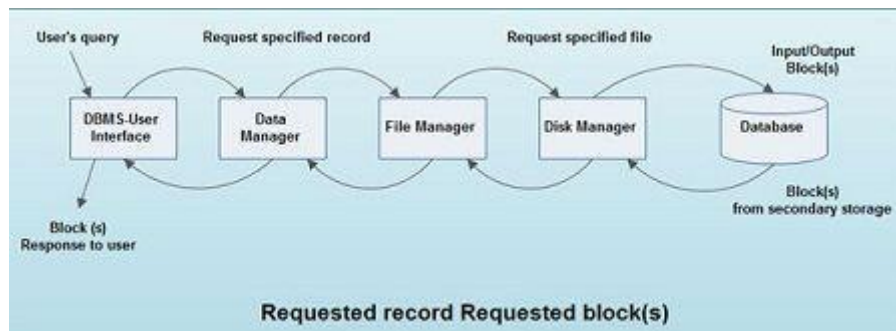 User's query
Request specified record
Request specified file
Input/Output
Block(s)
DBMS-User
Interface
Data
Manager
File Manager
Disk Manager
Database
Block (s)
Response to user
Block(s)
from secondary storage
Requested record Requested block(s)